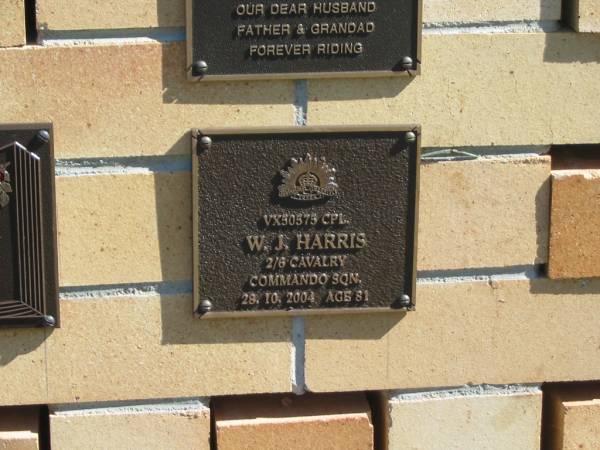 OUR DEAR HUSBAND
FATHER & GRANDAD
FOREVER RIDING
VX50575 CPL.
W. J. HARRIS
2/6 CAVALRY
COMMANDO SQN.
28. 10. 2004 AGE 81